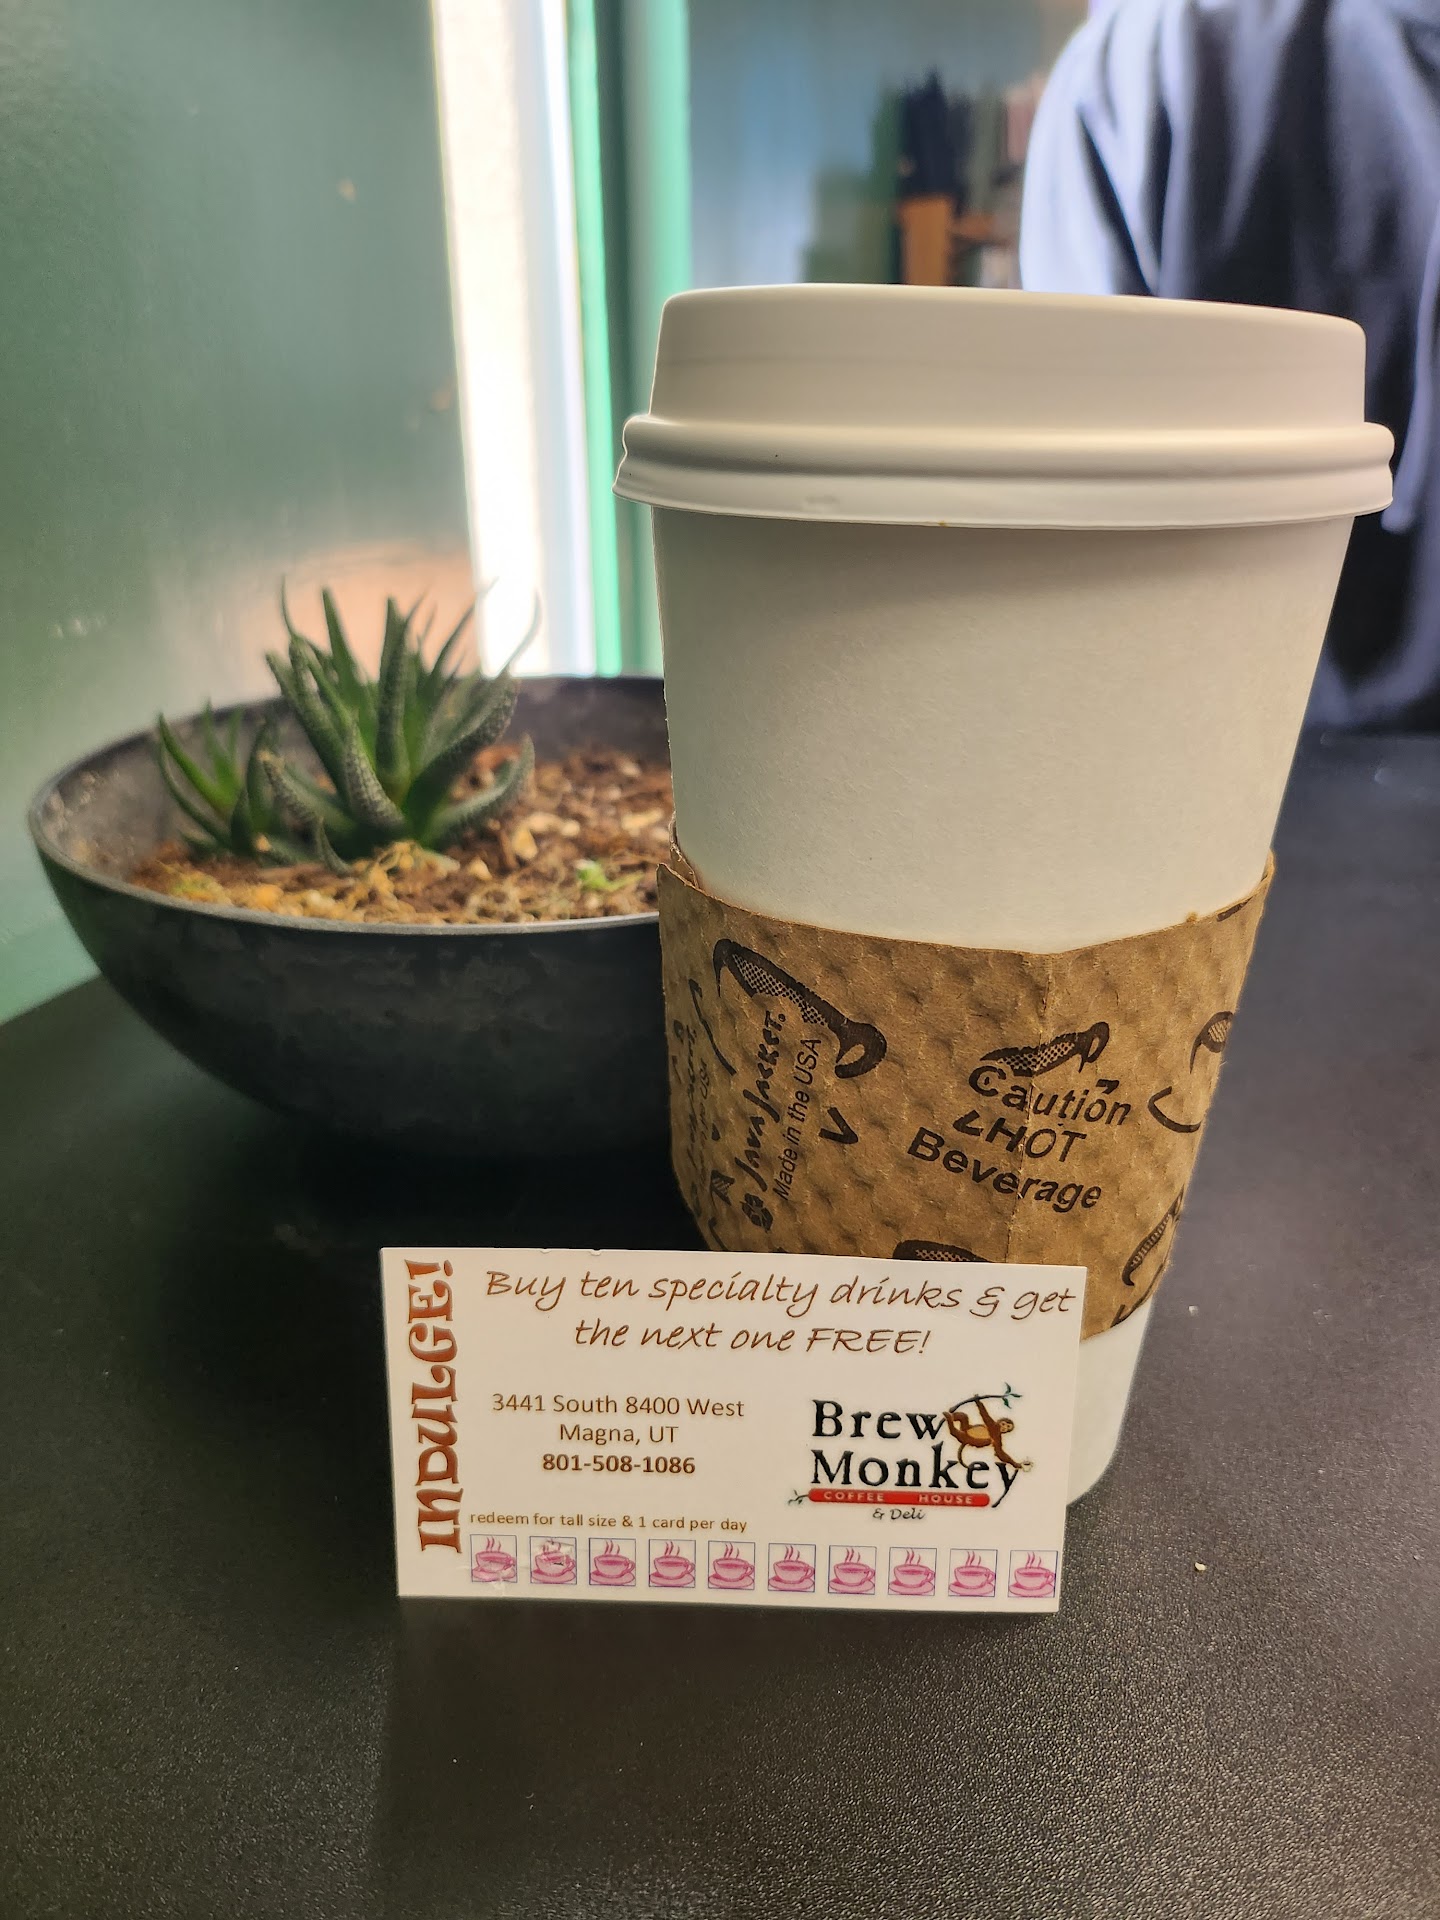 JavaJacket®
Made in the USA
Caution
HOT
Beverage
INDULGE!
Buy ten specialty drinks & get
the next one FREE!
3441 South 8400 West
Magna, UT
801-508-1086
redeem for tall size & 1 card per day
Brew
Monkey
COFFEE HOUSE
& Deli